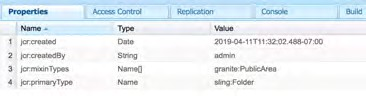 Properties Access Control Replication Console Build
Name Type Value
1 jcr:created Date 2019-04-11T11:32:02.488-07:00
2 jcr:createdBy String admin
3 jcr:mixinTypes Name[] granite:PublicArea
4 jcr:primaryType Name sling:Folder